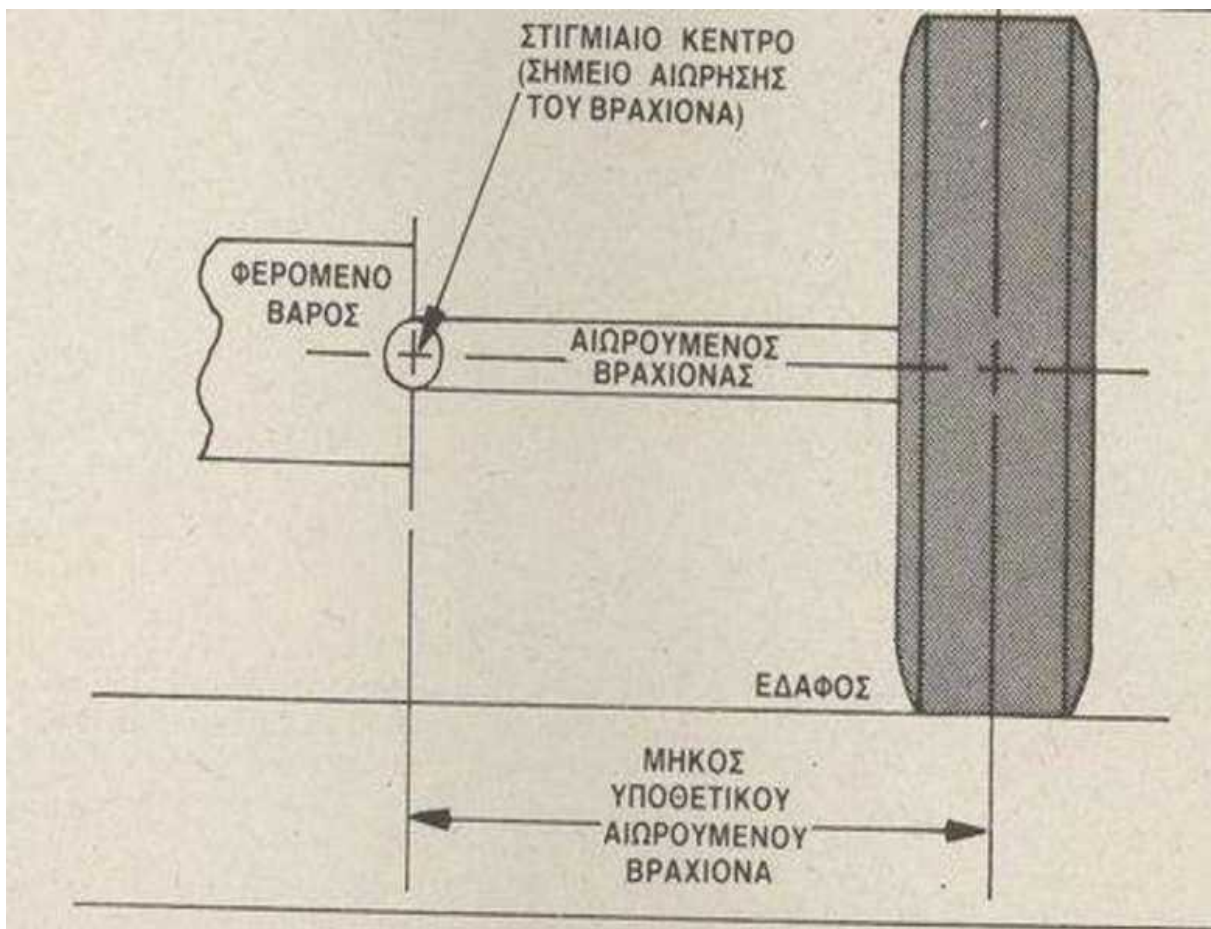 ΣΤΙΓΜΙΑΙΟ ΚΕΝΤΡΟ
(ΣΗΜΕΙΟ ΑΙΩΡΗΣΗΣ
ΤΟΥ ΒΡΑΧΙΟΝΑ)
ΦΕΡΟΜΕΝΟ
ΒΑΡΟΣ
ΑΙΩΡΟΥΜΕΝΟΣ
ΒΡΑΧΙΟΝΑΣ
ΕΔΑΦΟΣ
ΜΗΚΟΣ
ΥΠΟΘΕΤΙΚΟΥ
ΑΙΩΡΟΥΜΕΝΟΥ
ΒΡΑΧΙΟΝΑ